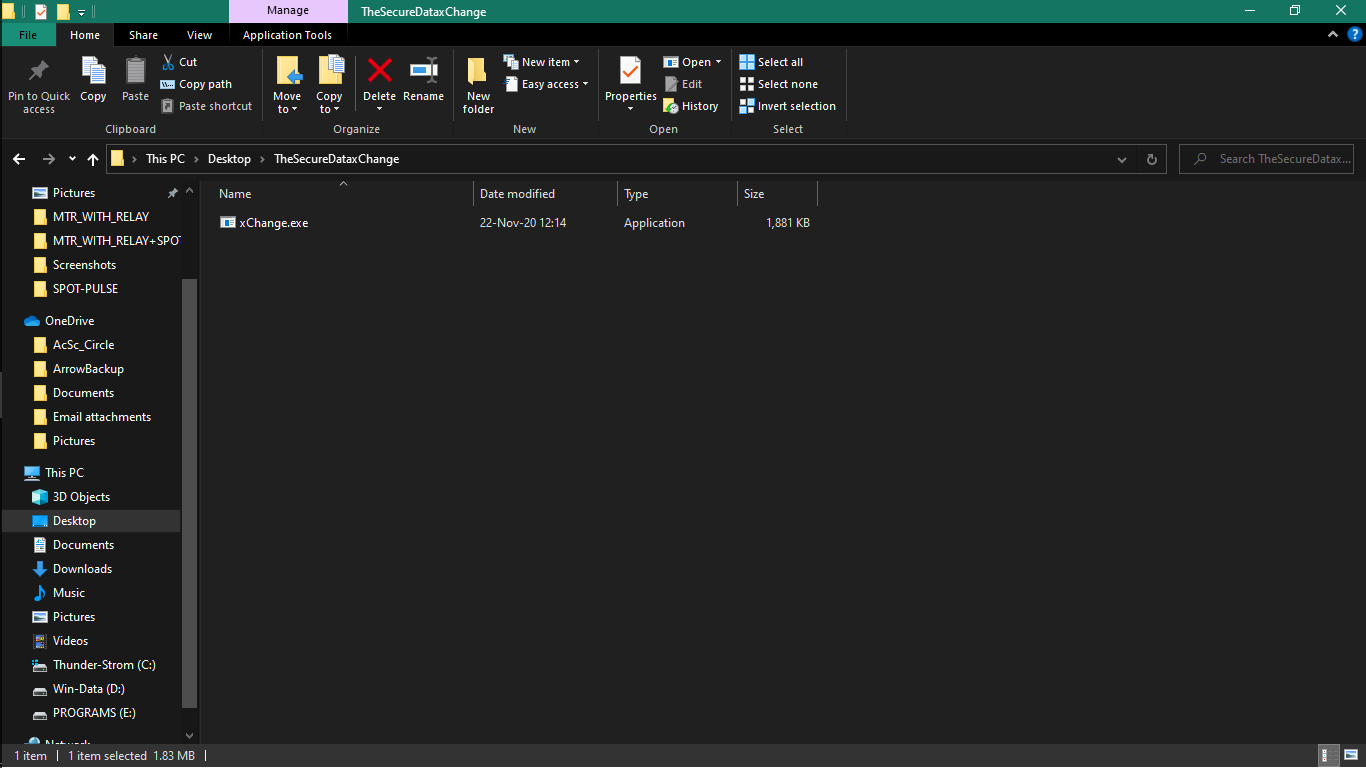 Manage
TheSecureDataxChange
File
Home
Share
View
Application Tools
?
Pin to Quick
access
Copy
Paste
Cut
Copy path
Paste shortcut
Clipboard
Move
to
Copy
to
Delete
Rename
Organize
New
folder
New item
Easy access
New
Properties
Open
Edit
History
Open
Select all
Select none
Invert selection
Select
This PC
Desktop
TheSecureDataxChange
Search TheSecureDatax...
Pictures
MTR_WITH_RELAY
MTR_WITH_RELAY+SPOT
Screenshots
SPOT-PULSE
OneDrive
AcSc_Circle
ArrowBackup
Documents
Email attachments
Pictures
This PC
3D Objects
Desktop
Documents
Downloads
Music
Pictures
Videos
Thunder-Strom (C:)
Win-Data (D:)
PROGRAMS (E:)
Network
Name
Date modified
Type
Size
xChange.exe
22-Nov-20 12:14
Application
1,881 KB
1 item
1 item selected 1.83 MB